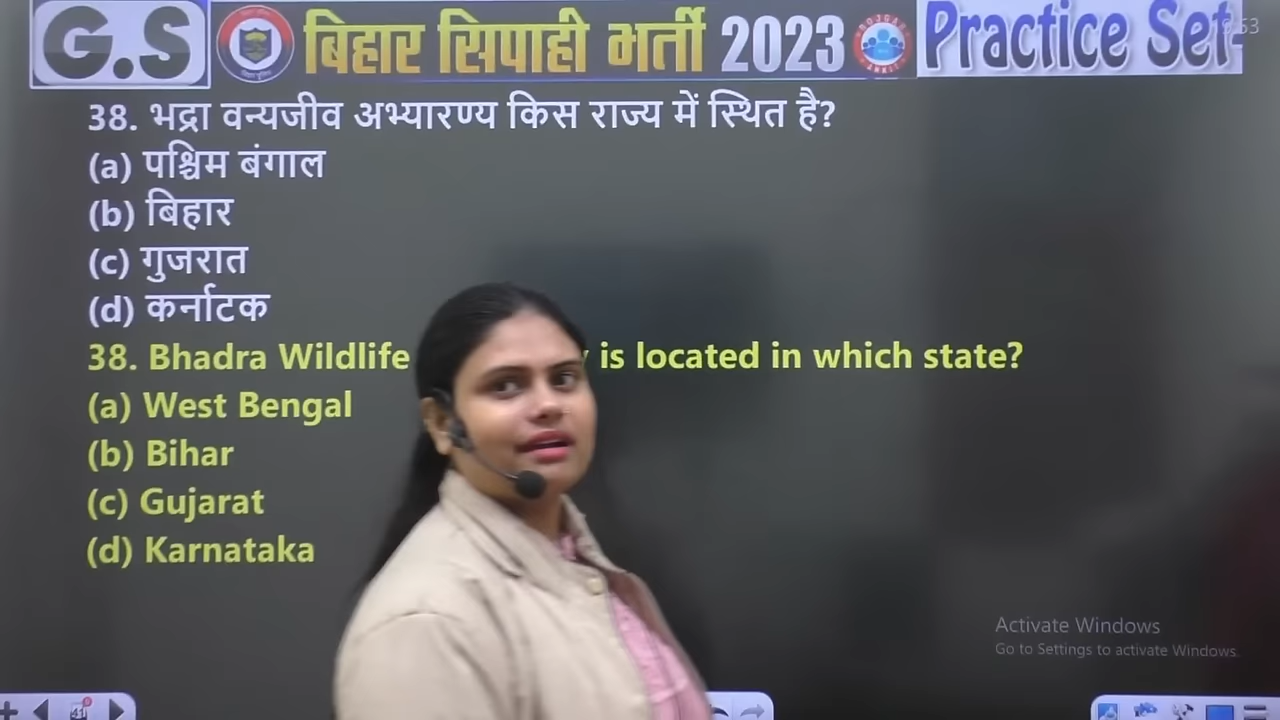 G.S बिहार सिपाही भर्ती 2023 Practice Set-
38. भद्रा वन्यजीव अभ्यारण्य किस राज्य में स्थित है?
(a) पश्चिम बंगाल
(b) बिहार
(c) गुजरात
(d) कर्नाटक
38. Bhadra Wildlife is located in which state?
(a) West Bengal
(b) Bihar
(c) Gujarat
(d) Karnataka
Activate Windows
Go to Settings to activate Windows.